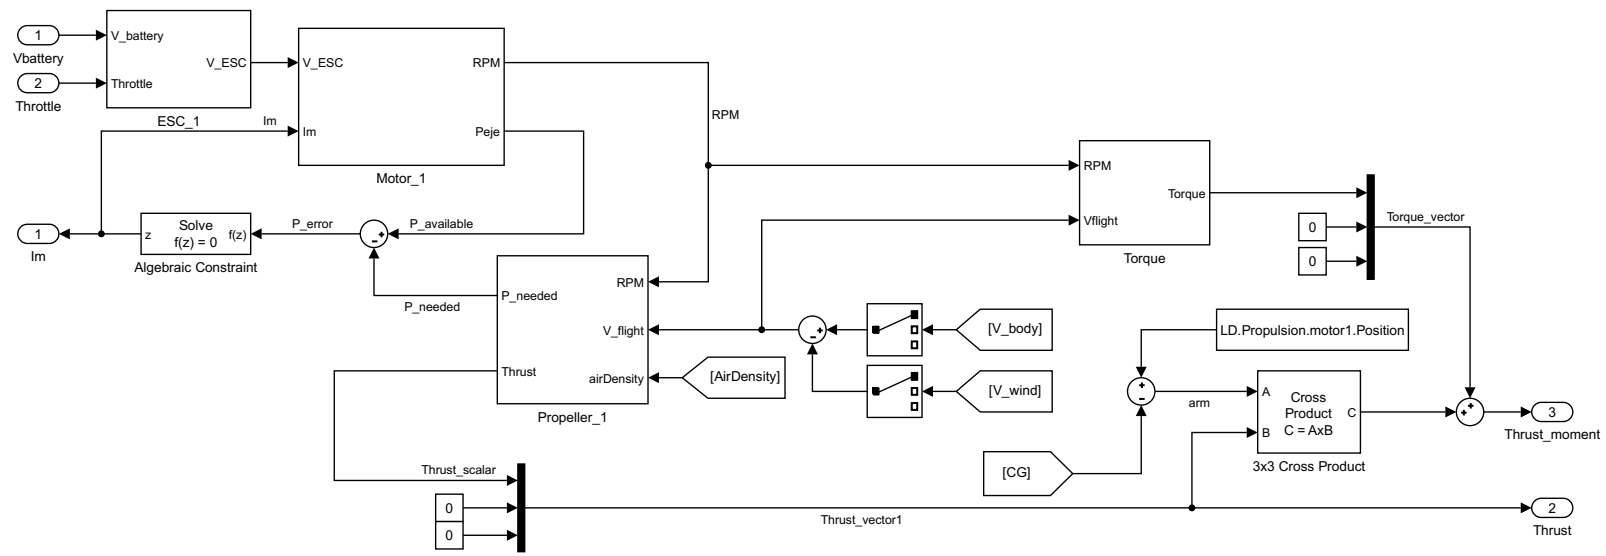 1
Vbattery
2
Throttle
V_battery
Throttle
V_ESC
ESC_1
Im
V_ESC
Im
RPM
Peje
Motor_1
RPM
1
Im
z
Solve
f(z) = 0
f(z)
Algebraic Constraint
P_error
- +
P_available
P_needed
P_needed
Thrust
RPM
V_flight
airDensity
Propeller_1
[AirDensity]
- +
[V_body]
[V_wind]
RPM
Vflight
Torque
Torque
0
0
Torque_vector
LD.Propulsion.motor1.Position
+
-
arm
[CG]
A
B
Cross
Product
C = AxB
C
3x3 Cross Product
+
+
3
Thrust_moment
Thrust_scalar
0
0
Thrust_vector1
2
Thrust